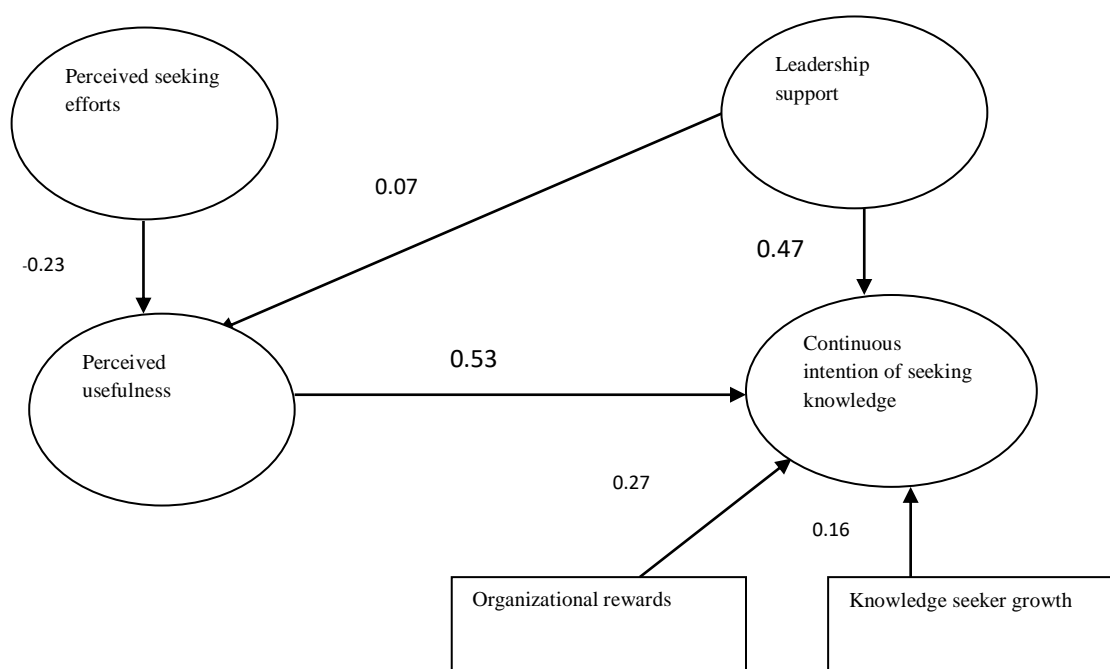 Perceived seeking
efforts
Leadership
support
0.07
-0.23
0.47
Perceived
usefulness
0.53
Continuous
intention of seeking
knowledge
0.27
0.16
Organizational rewards
Knowledge seeker growth